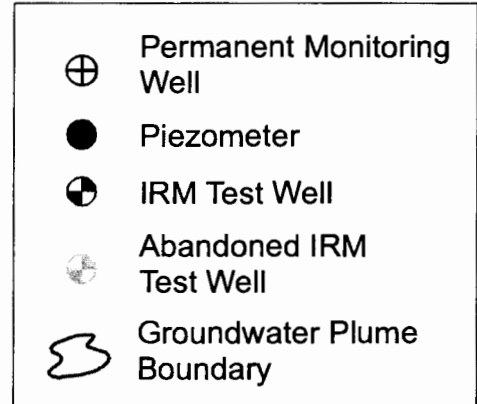 Permanent Monitoring
Well
Piezometer
IRM Test Well
Abandoned IRM
Test Well
Groundwater Plume
Boundary